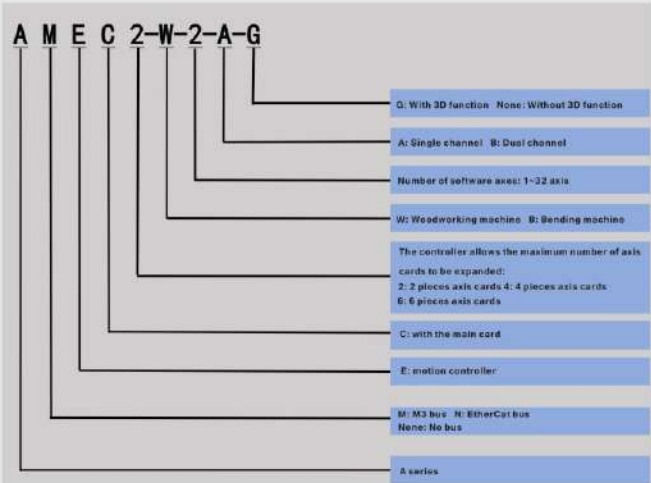 A M E C 2-W-2-A-G
G: With 3D function None: Without 3D function
A: Single channel B: Dual channel
Number of software axes: 1~32 axis
W: Woodworking machine B: Bending machine
The controller allows the maximum number of axis
cards to be expanded:
2: 2 pieces axis cards 4: 4 pieces axis cards
6: 6 pieces axis cards
C: with the main card
E: motion controller
M: M3 bus N: EtherCat bus
None: No bus
A series